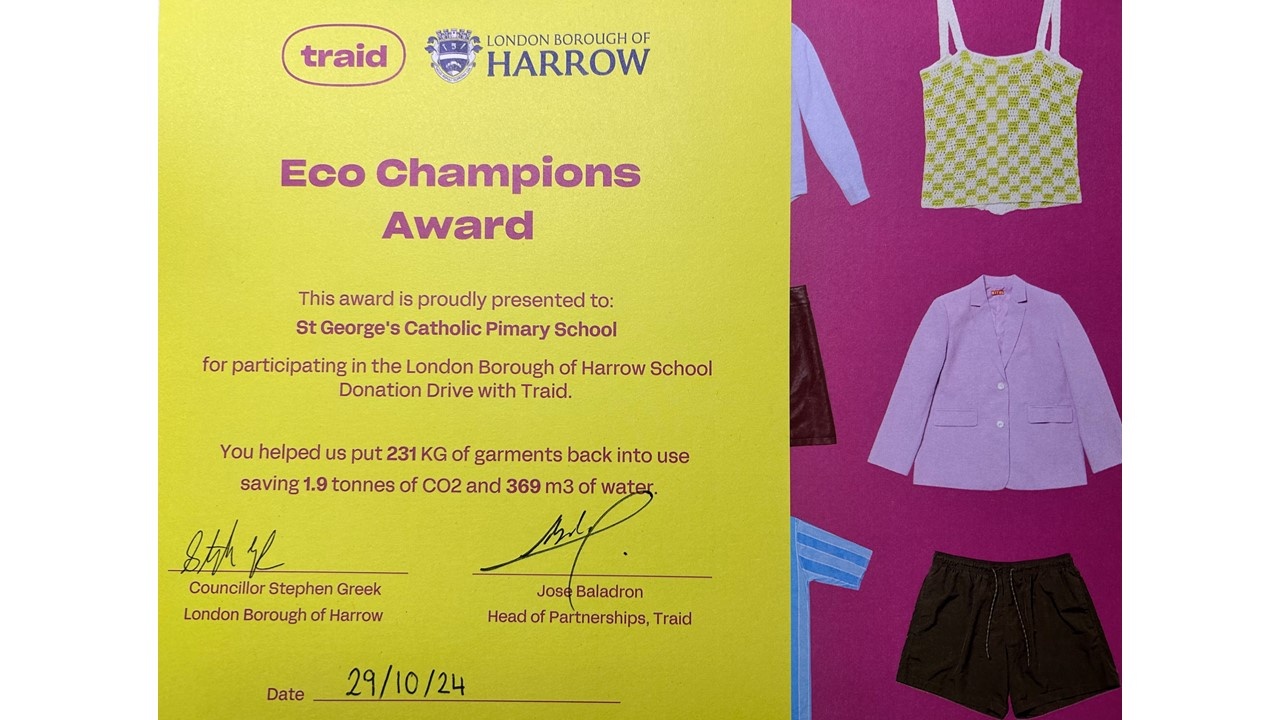 traid
LONDON BOROUGH OF
HARROW
Eco Champions
Award
This award is proudly presented to:
St George's Catholic Pimary School
for participating in the London Borough of Harrow School
Donation Drive with Traid.
You helped us put 231 KG of garments back into use
saving 1.9 tonnes of CO2 and 369 m3 of water.
Councillor Stephen Greek
London Borough of Harrow
Jose Baladron
Head of Partnerships, Traid
Date 29/10/24